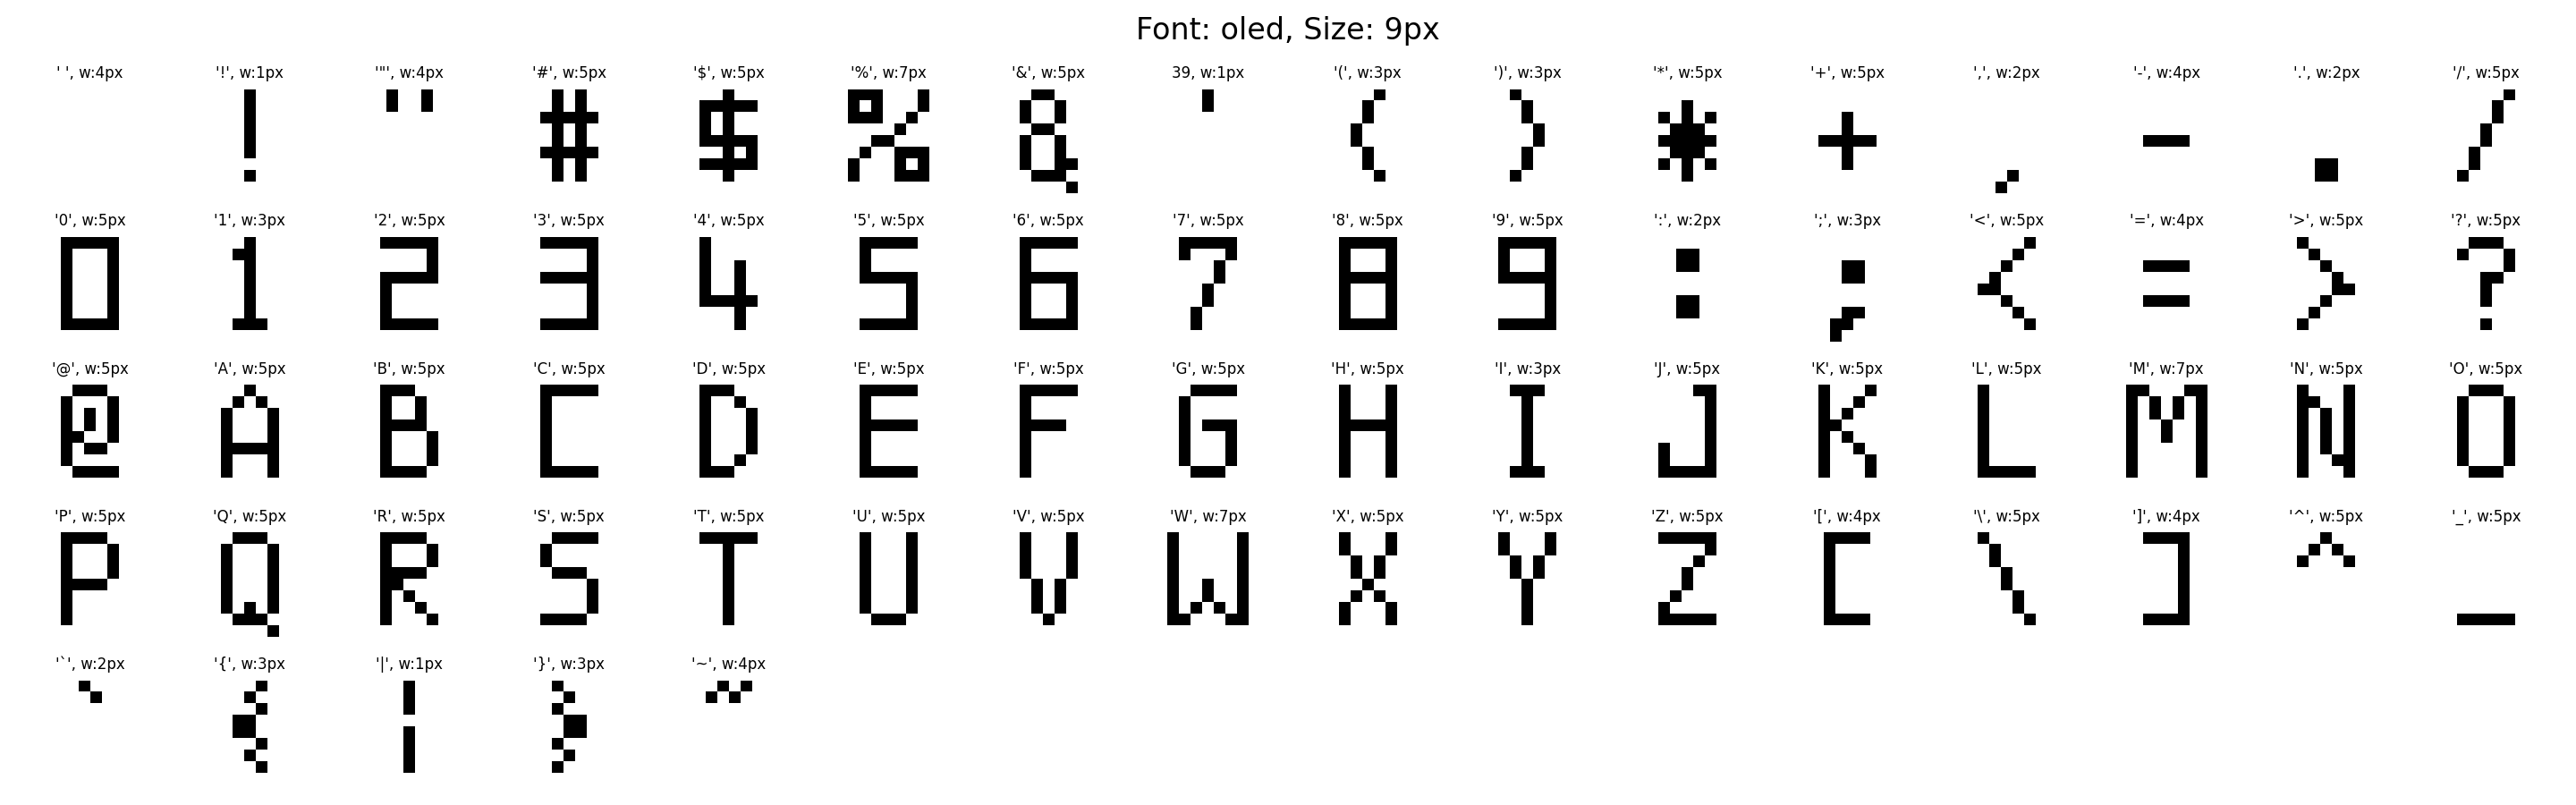 Font: oled, Size: 9px
' ', w:4px '!', w:1px '"', w:4px '#', w:5px '$', w:5px '%', w:7px '&', w:5px 39, w:1px '(', w:3px ')', w:3px '*', w:5px '+', w:5px ',', w:2px '-', w:4px '.', w:2px '/', w:5px
! " # $ % & ' ( ) * + , - . /
'0', w:5px '1', w:3px '2', w:5px '3', w:5px '4', w:5px '5', w:5px '6', w:5px '7', w:5px '8', w:5px '9', w:5px ':', w:2px ';', w:3px '<', w:5px '=', w:4px '>', w:5px '?', w:5px
0 1 2 3 4 5 6 7 8 9 : ; < = > ?
'@', w:5px 'A', w:5px 'B', w:5px 'C', w:5px 'D', w:5px 'E', w:5px 'F', w:5px 'G', w:5px 'H', w:5px 'I', w:3px 'J', w:5px 'K', w:5px 'L', w:5px 'M', w:7px 'N', w:5px 'O', w:5px
@ A B C D E F G H I J K L M N O
'P', w:5px 'Q', w:5px 'R', w:5px 'S', w:5px 'T', w:5px 'U', w:5px 'V', w:5px 'W', w:7px 'X', w:5px 'Y', w:5px 'Z', w:5px '[', w:4px '\', w:5px ']', w:4px '^', w:5px '_', w:5px
P Q R S T U V W X Y Z [ \ ] ^ _
'`', w:2px '{', w:3px '|', w:1px '}', w:3px '~', w:4px
` { | } ~